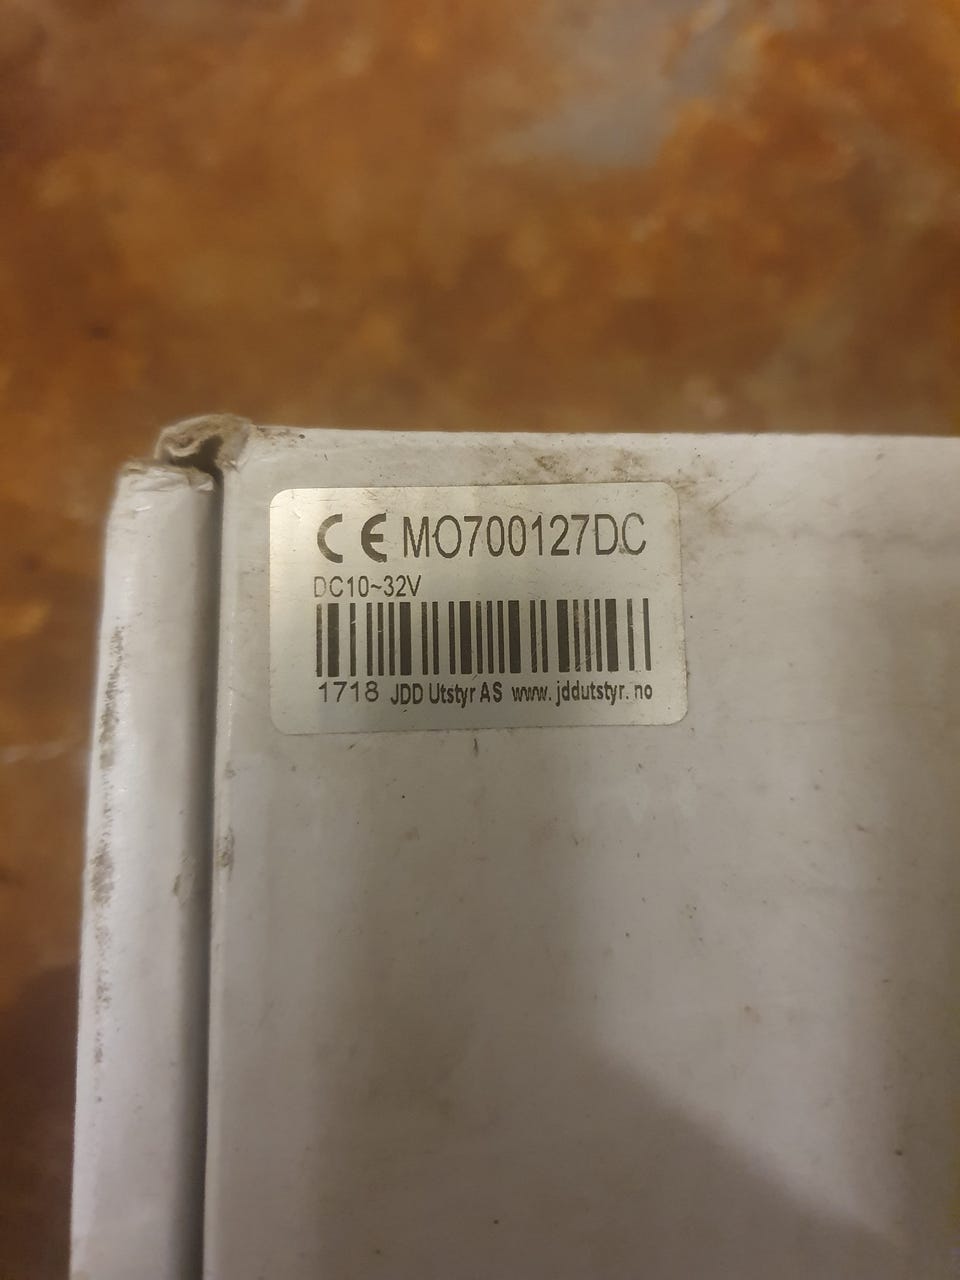 CE MO700127DC
DC10~32V
1718 JDD Utstyr AS www.jddutstyr.no